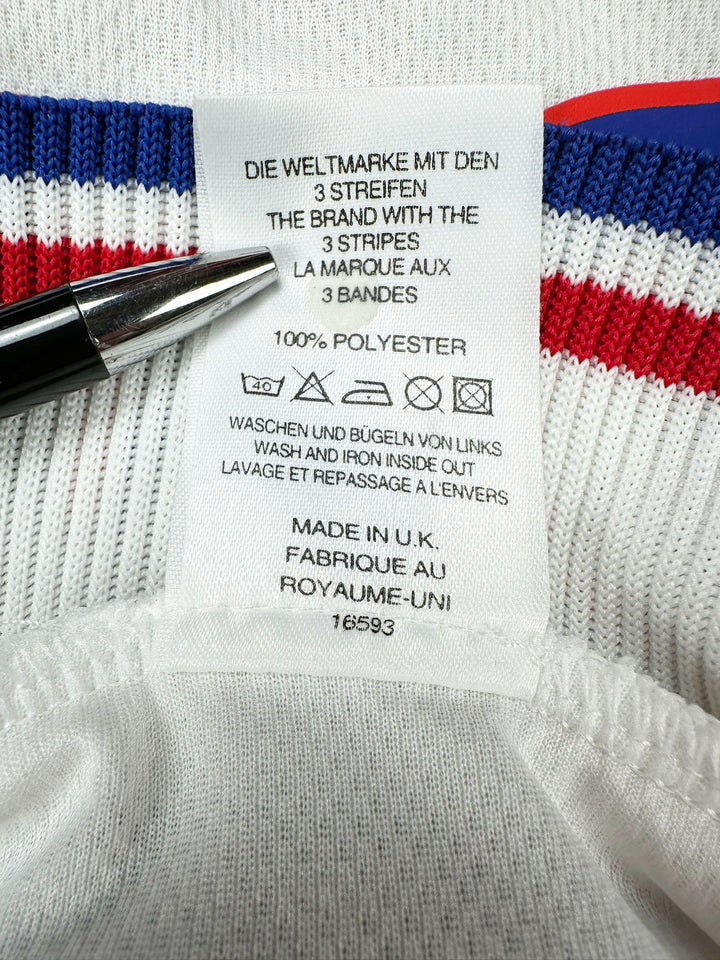 DIE WELTMARKE MIT DEN
3 STREIFEN
THE BRAND WITH THE
3 STRIPES
LA MARQUE AUX
3 BANDES
100% POLYESTER
40
WASCHEN UND BÜGELN VON LINKS
WASH AND IRON INSIDE OUT
LAVAGE ET REPASSAGE A L'ENVERS
MADE IN U.K.
FABRIQUE AU
ROYAUME-UNI
16593